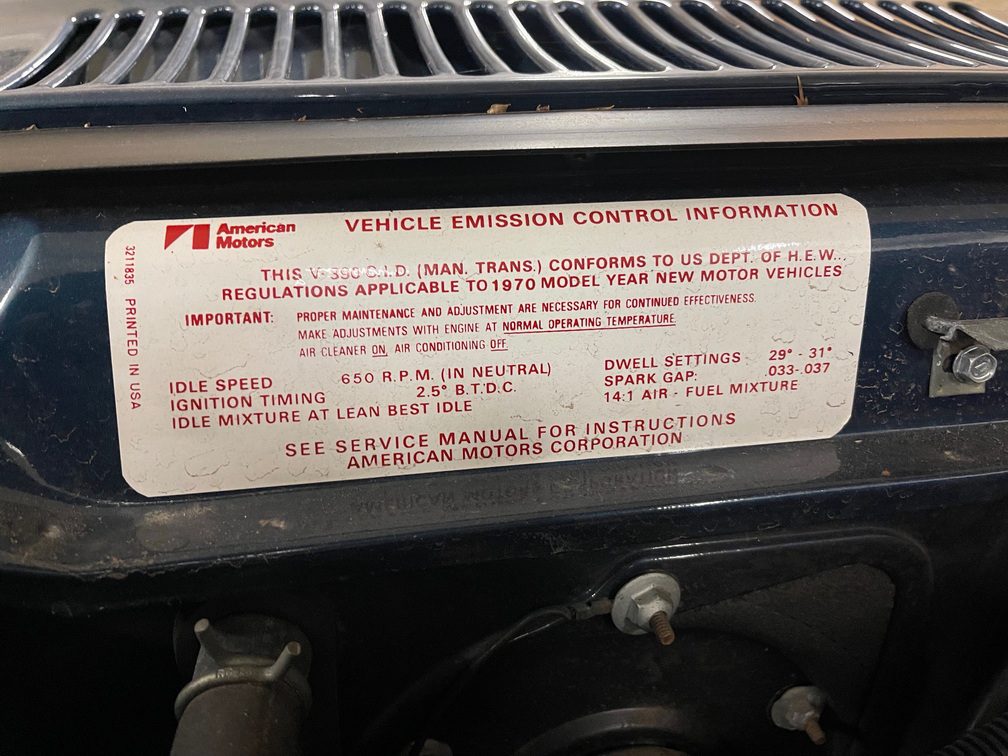 American
Motors
VEHICLE EMISSION CONTROL INFORMATION
THIS V-8 390 C.I.D. (MAN. TRANS.) CONFORMS TO US DEPT. OF H.E.W..
REGULATIONS APPLICABLE TO 1970 MODEL YEAR NEW MOTOR VEHICLES
IMPORTANT: PROPER MAINTENANCE AND ADJUSTMENT ARE NECESSARY FOR CONTINUED EFFECTIVENESS.
MAKE ADJUSTMENTS WITH ENGINE AT NORMAL OPERATING TEMPERATURE.
AIR CLEANER ON, AIR CONDITIONING OFF.
IDLE SPEED 650 R.P.M. (IN NEUTRAL)
IGNITION TIMING 2.5° B.T.D.C.
IDLE MIXTURE AT LEAN BEST IDLE
DWELL SETTINGS 29° - 31°
SPARK GAP: .033-.037
14:1 AIR - FUEL MIXTURE
SEE SERVICE MANUAL FOR INSTRUCTIONS
AMERICAN MOTORS CORPORATION
3211835 PRINTED IN USA